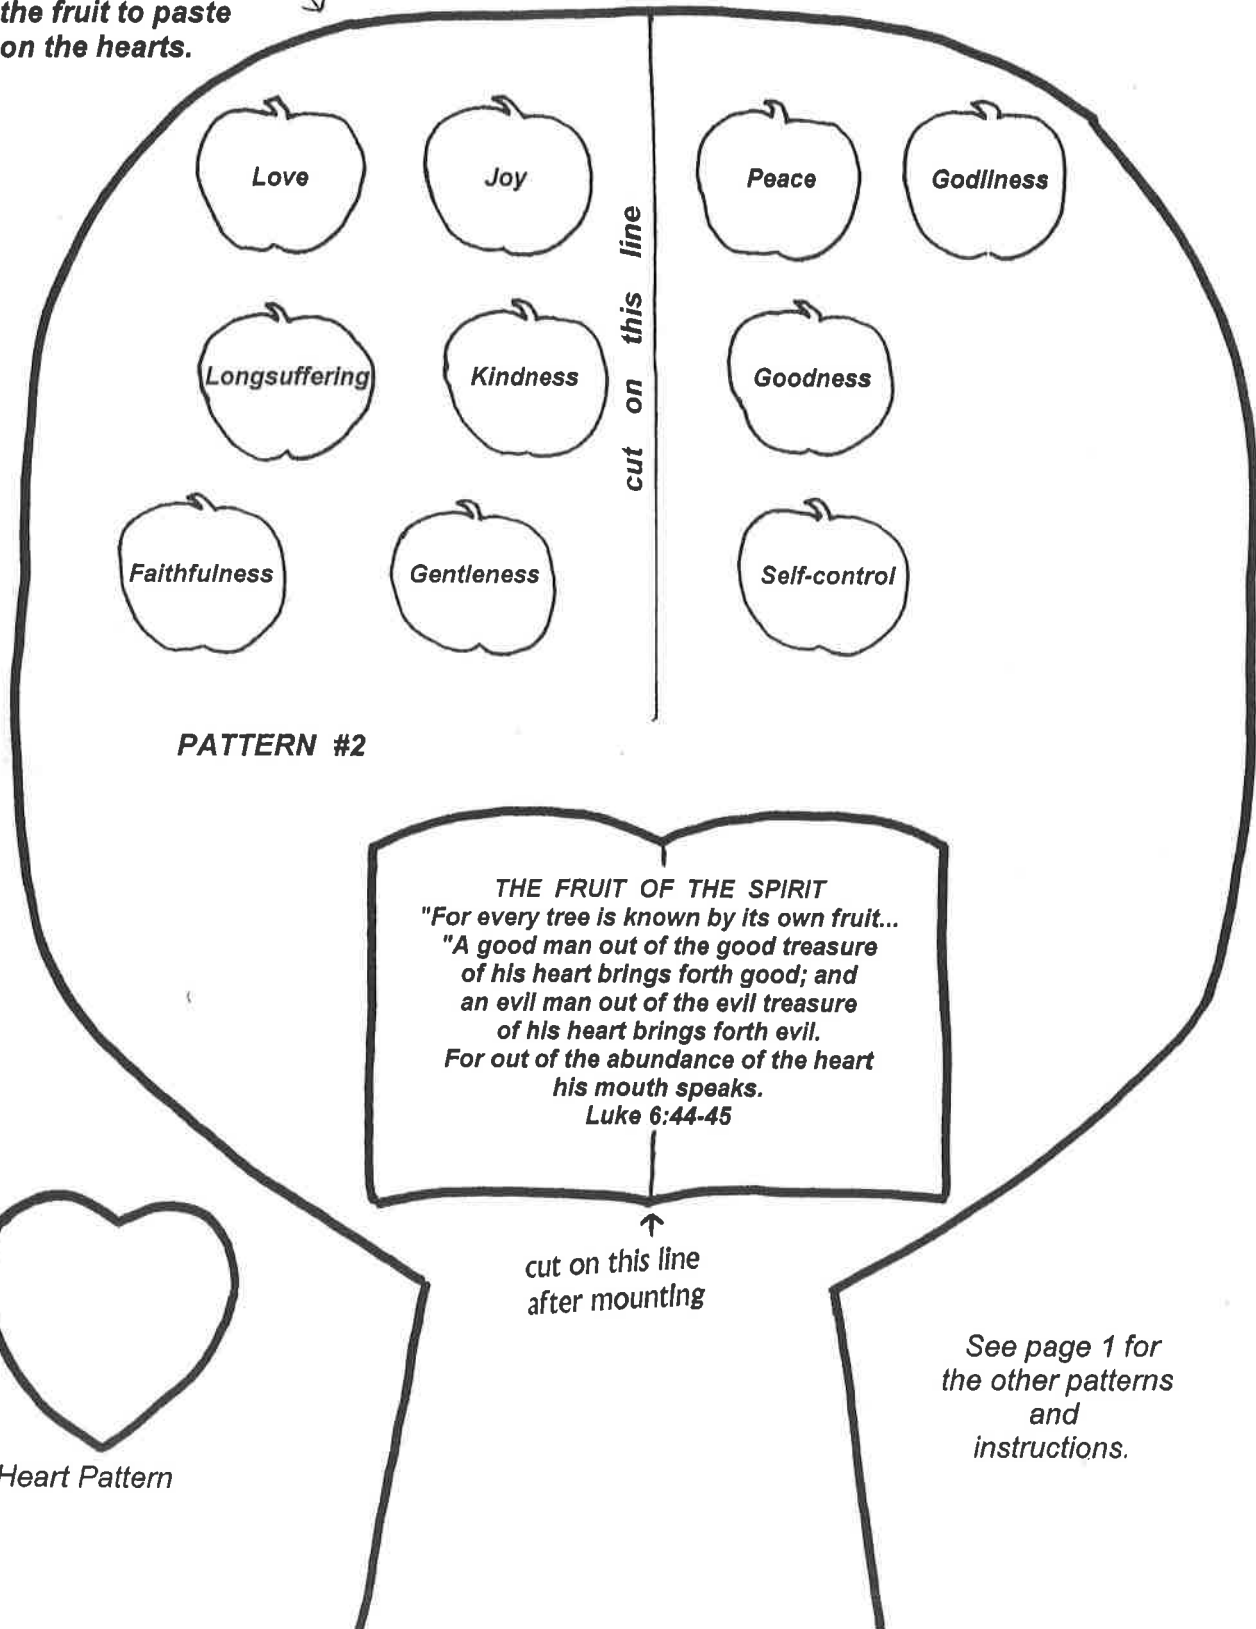 the fruit to paste
on the hearts.
Love
Joy
Peace
Godliness
cut on this line
Longsuffering
Kindness
Goodness
Faithfulness
Gentleness
Self-control
PATTERN #2
THE FRUIT OF THE SPIRIT
"For every tree is known by its own fruit...
"A good man out of the good treasure
of his heart brings forth good; and
an evil man out of the evil treasure
of his heart brings forth evil.
For out of the abundance of the heart
his mouth speaks.
Luke 6:44-45
cut on this line
after mounting
Heart Pattern
See page 1 for
the other patterns
and
instructions.